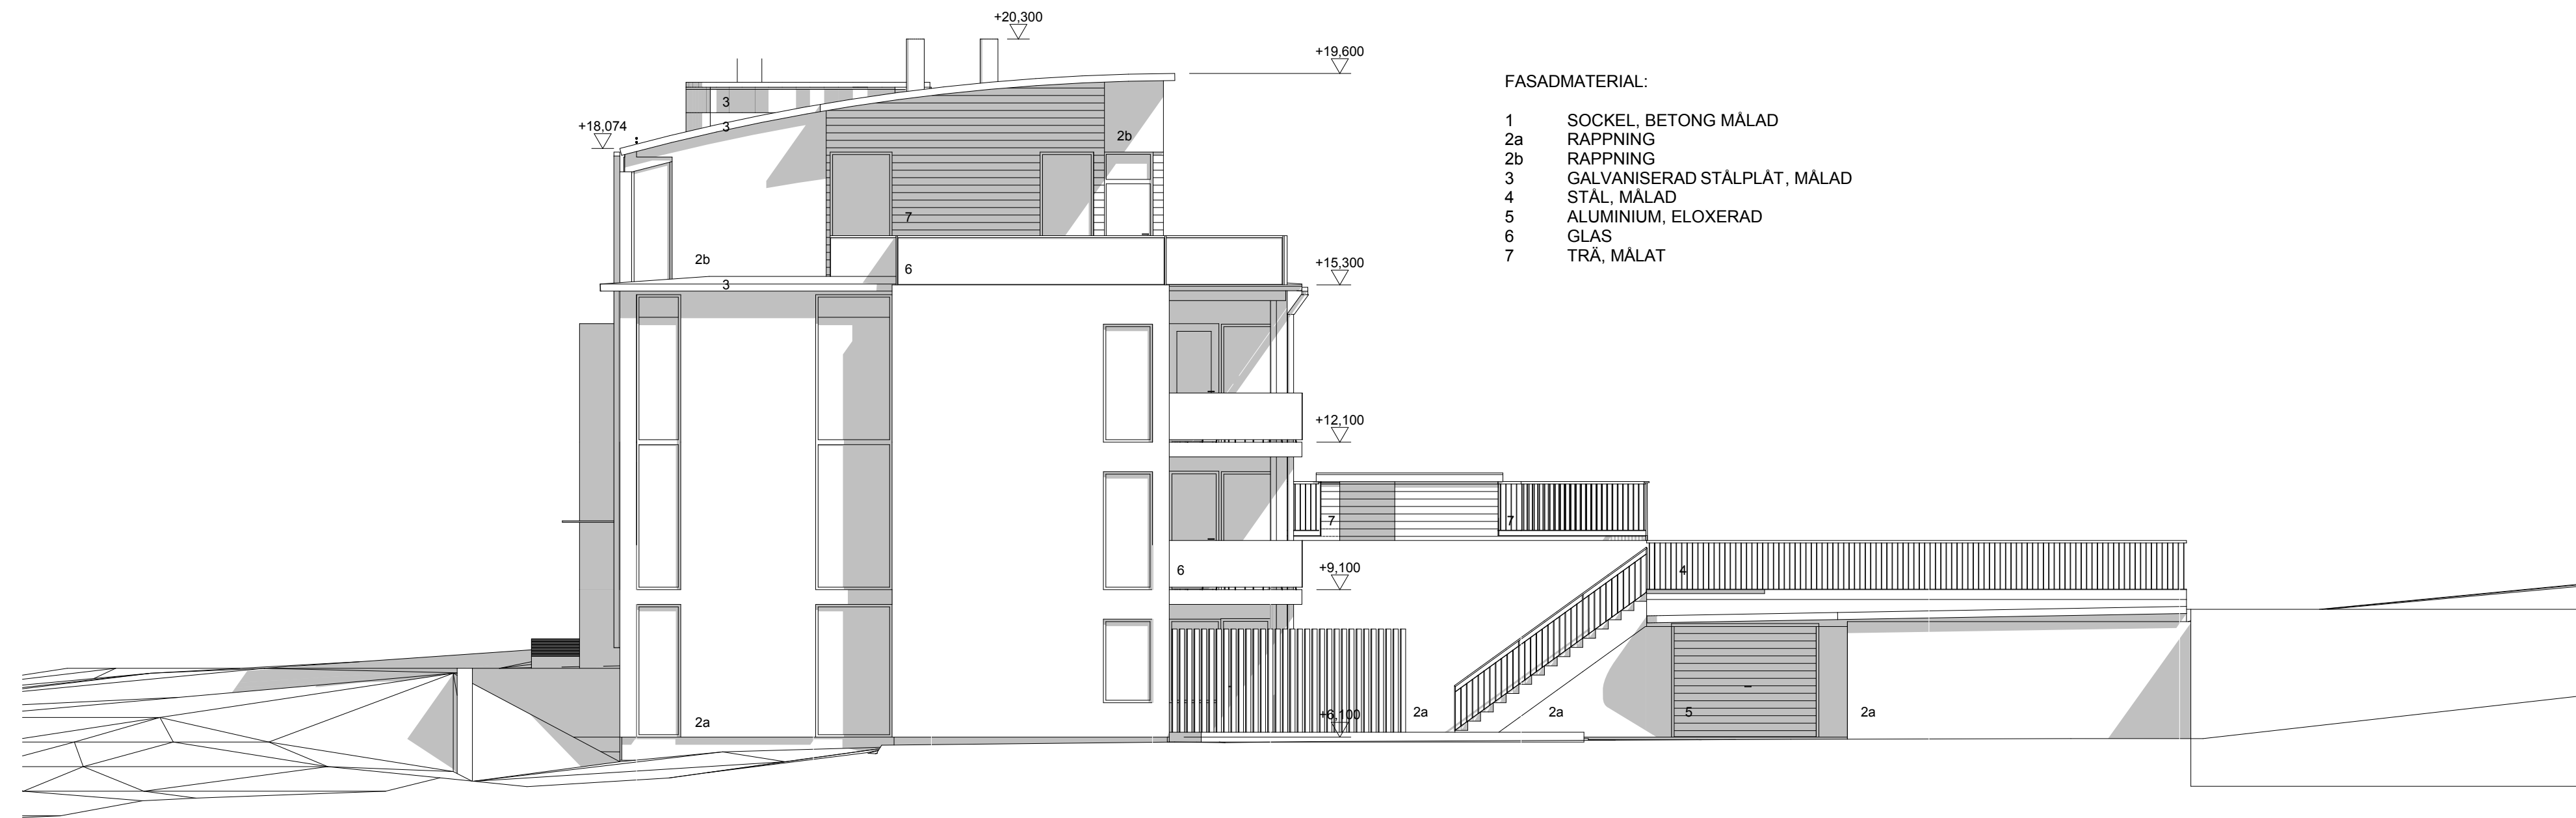 +20,300
+19,600
FASADMATERIAL:
1 SOCKEL, BETONG MÅLAD
2a RAPPNING
2b RAPPNING
3 GALVANISERAD STÅLPLÅT, MÅLAD
4 STÅL, MÅLAD
5 ALUMINIUM, ELOXERAD
6 GLAS
7 TRÄ, MÅLAT
3
3
+18,074
2b
7
2b
6
+15,300
3
+12,100
7
7
6
+9,100
4
2a
+6,100
2a
2a
5
2a